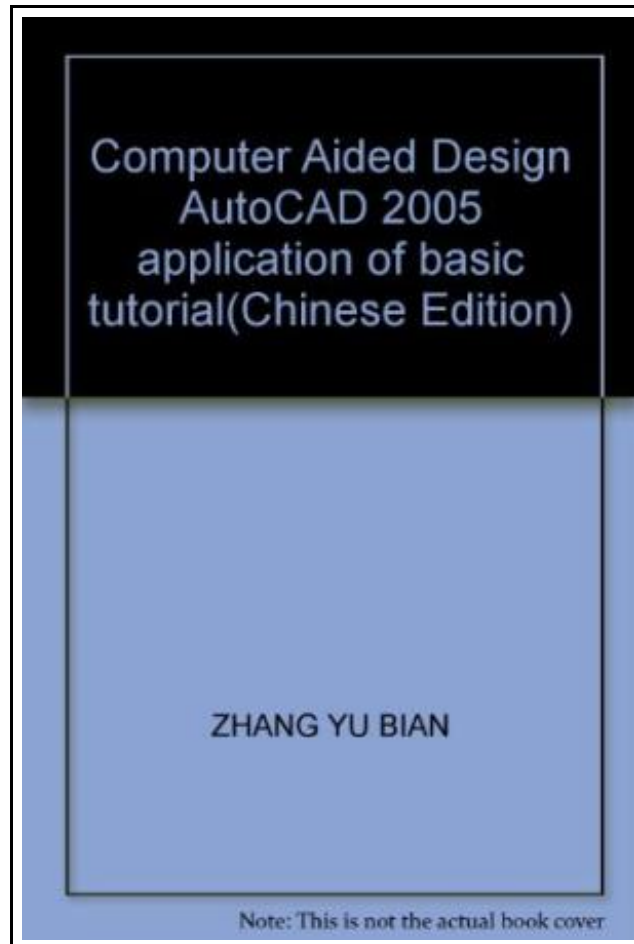 Computer Aided Design
AutoCAD 2005
application of basic
tutorial(Chinese Edition)
ZHANG YU BIAN
Note: This is not the actual book cover